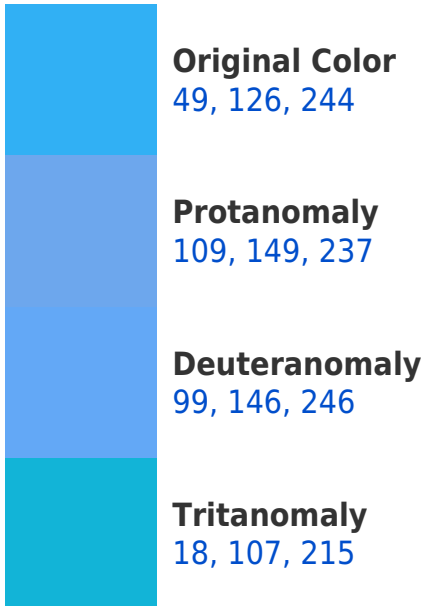 Original Color
49, 126, 244
Protanomaly
109, 149, 237
Deuteranomaly
99, 146, 246
Tritanomaly
18, 107, 215